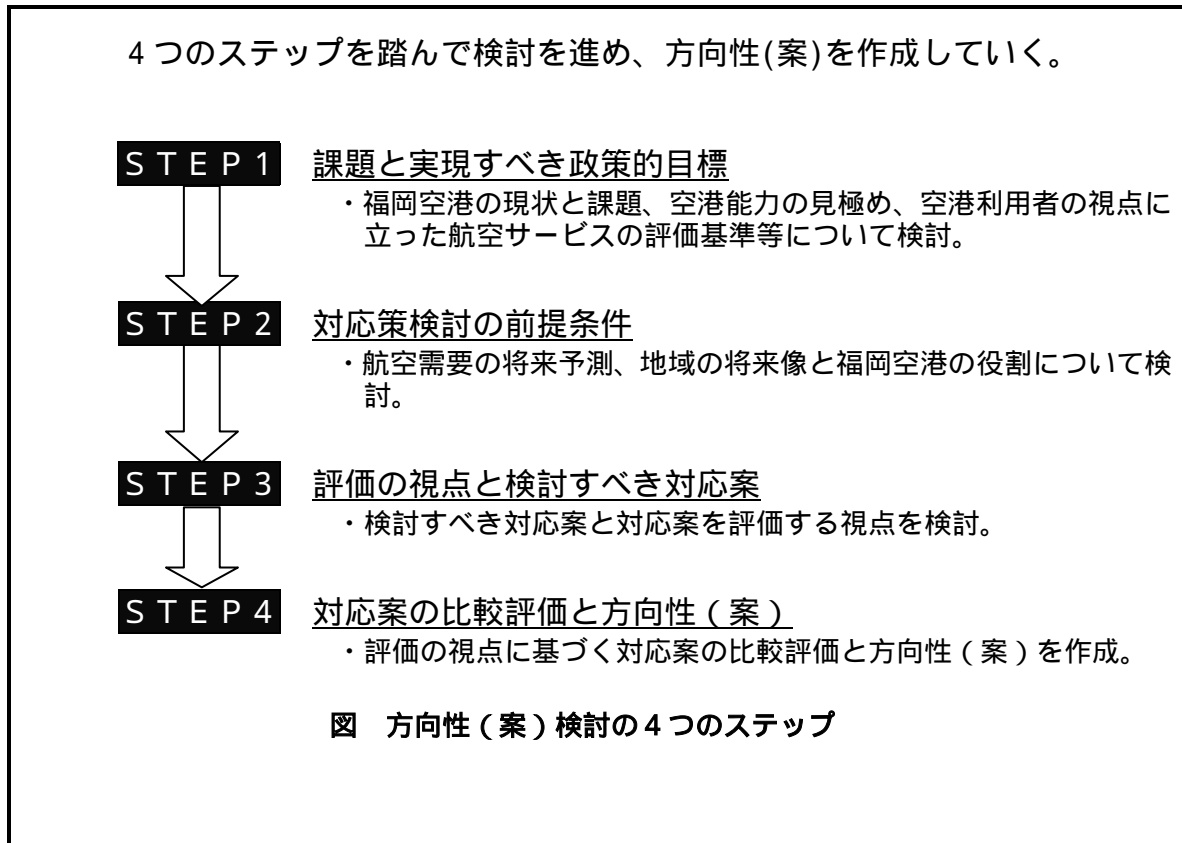 4つのステップを踏んで検討を進め、方向性(案)を作成していく。
STEP1 課題と実現すべき政策的目標
・福岡空港の現状と課題、空港能力の見極め、空港利用者の視点に
立った航空サービスの評価基準等について検討。
STEP2 対応策検討の前提条件
・航空需要の将来予測、地域の将来像と福岡空港の役割について検
討。
STEP3 評価の視点と検討すべき対応案
・検討すべき対応案と対応案を評価する視点を検討。
STEP4 対応案の比較評価と方向性(案)
・評価の視点に基づく対応案の比較評価と方向性(案)を作成。
図 方向性(案)検討の4つのステップ